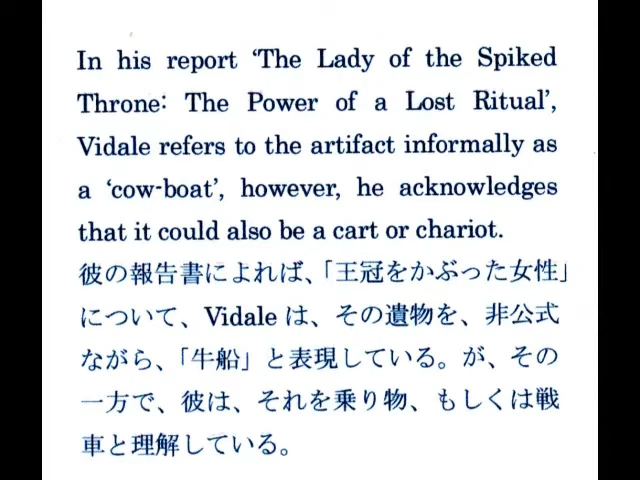 In his report ‘The Lady of the Spiked
Throne: The Power of a Lost Ritual’,
Vidale refers to the artifact informally as
a ‘cow-boat’, however, he acknowledges
that it could also be a cart or chariot.
彼の報告書によれば、「王冠をかぶった女性」
について、Vidale は、その遺物を、非公式
ながら、「牛船」と表現している。が、その
一方で、彼は、それを乗り物、もしくは戦
車と理解している。